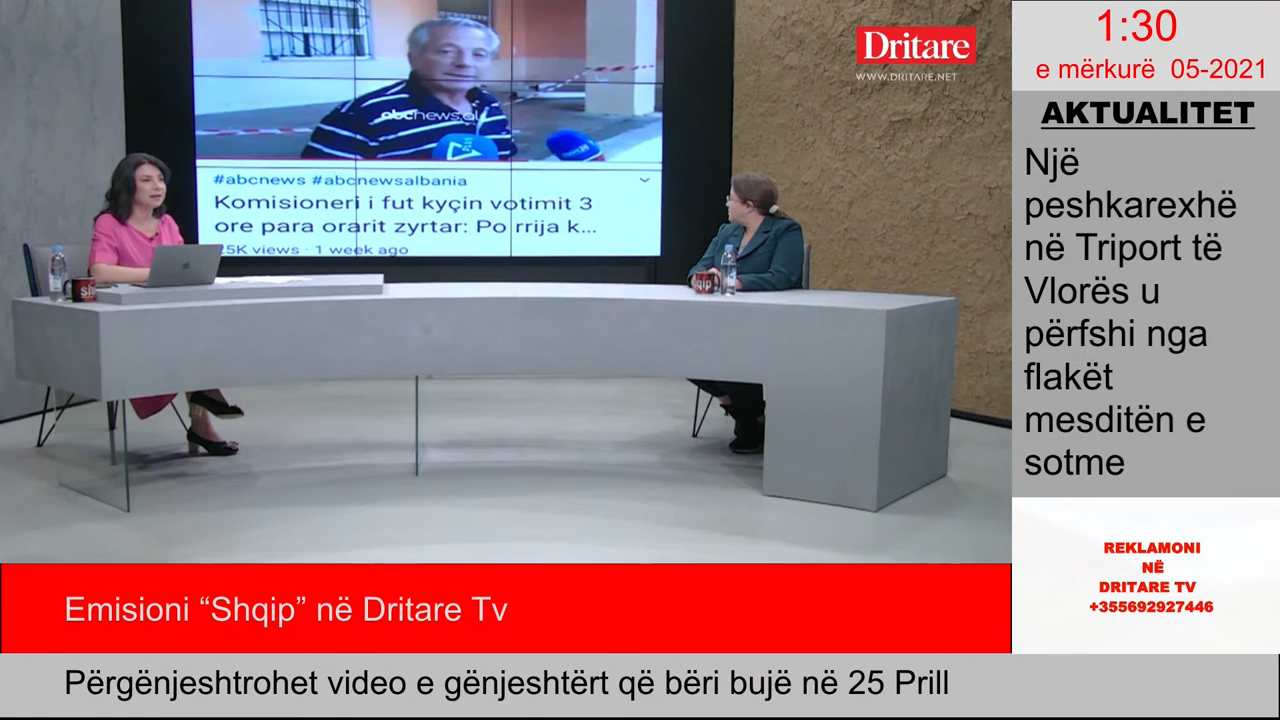 Dritare
WWW.DRITARE.NET
abcnews.al
#abcnews #abcnewsalbania
Komisioneri i fut kyçin votimit 3
ore para orarit zyrtar: Po rrija k...
25K views · 1 week ago
1:30
e mërkurë 05-2021
AKTUALITET
Një
peshkarexhë
në Triport të
Vlorës u
përfshi nga
flakët
mesditën e
sotme
REKLAMONI
NË
DRITARE TV
+355692927446
Emisioni “Shqip” në Dritare Tv
Përgënjeshtrohet video e gënjeshtërt që bëri bujë në 25 Prill